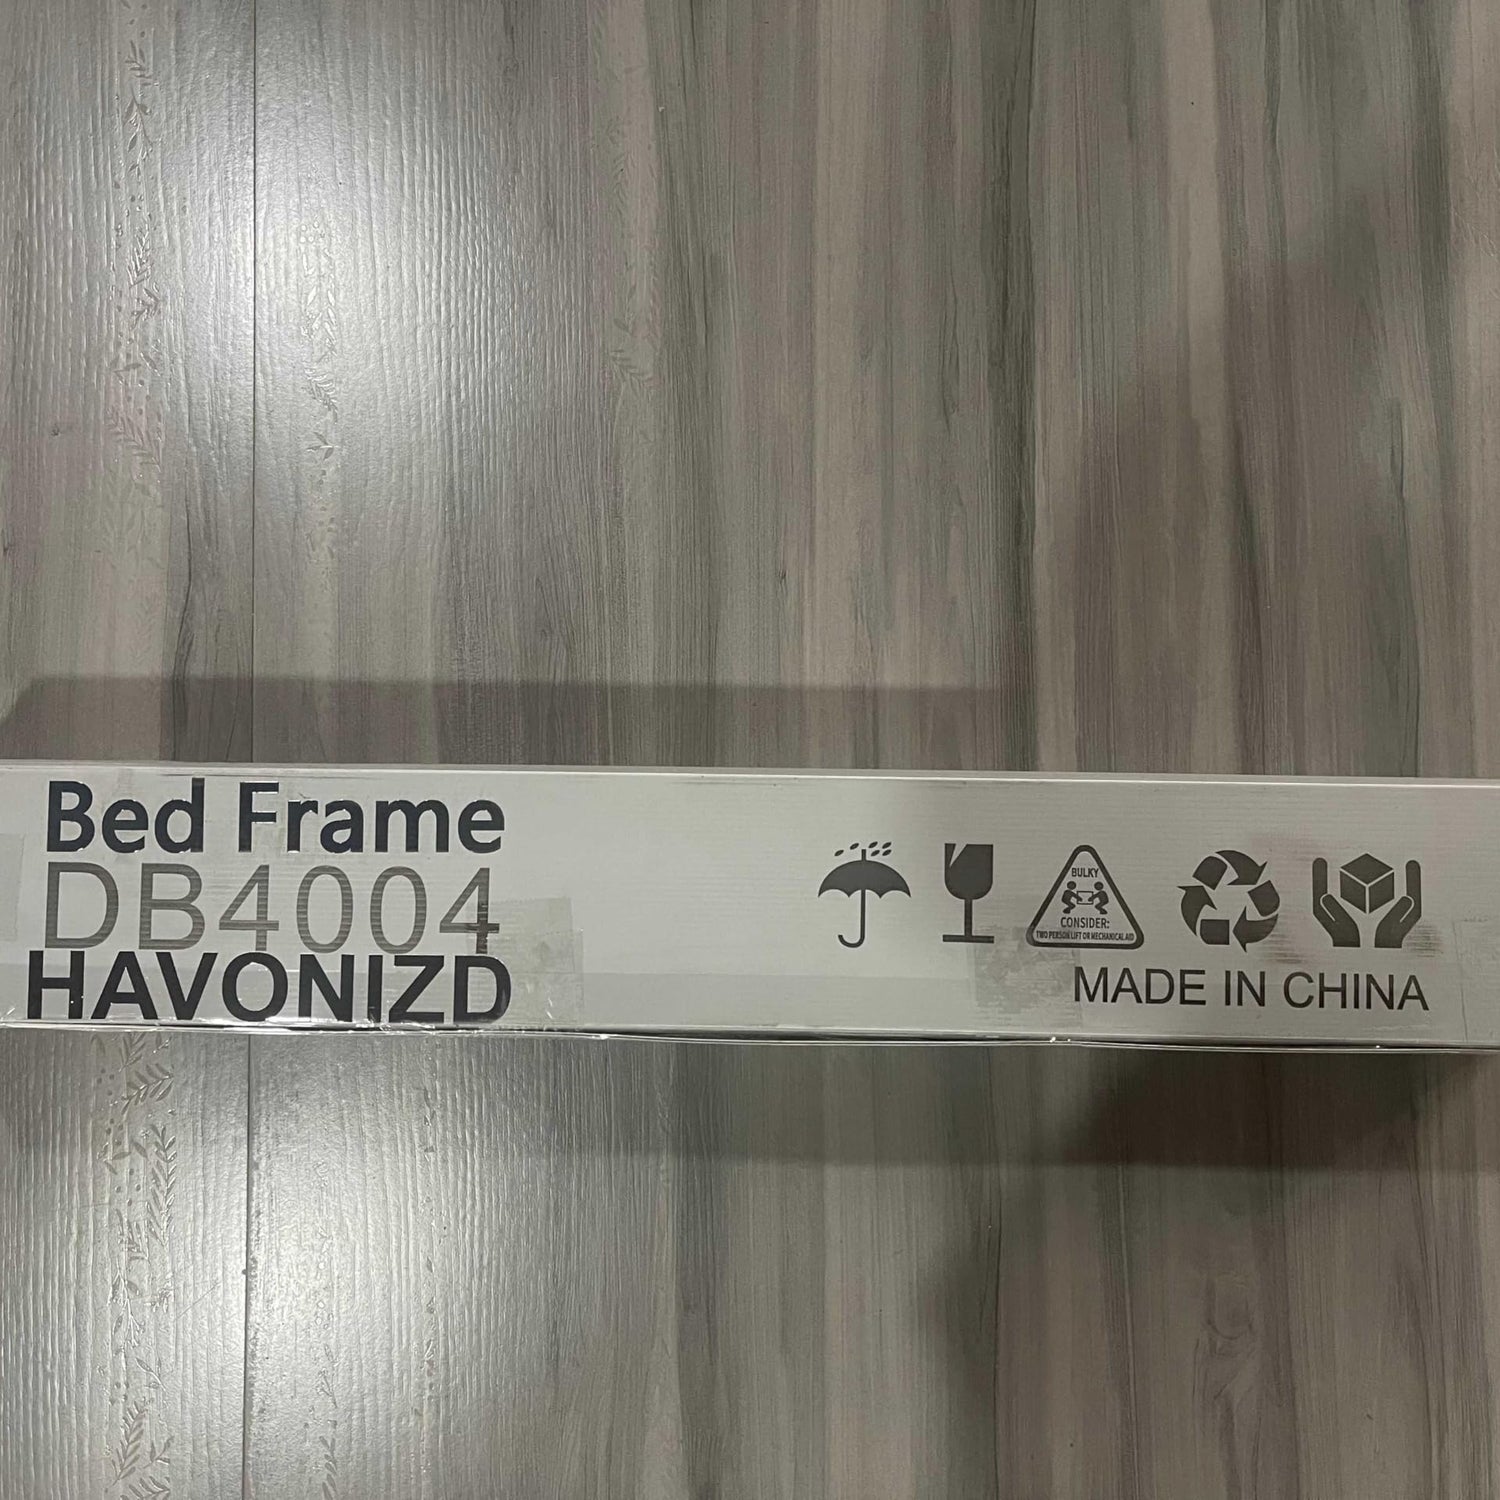 Bed Frame
DB4004
HAVONIZD
BULKY
CONSIDER:
TWO PERSON LIFT OR MECHANICAL AID
MADE IN CHINA